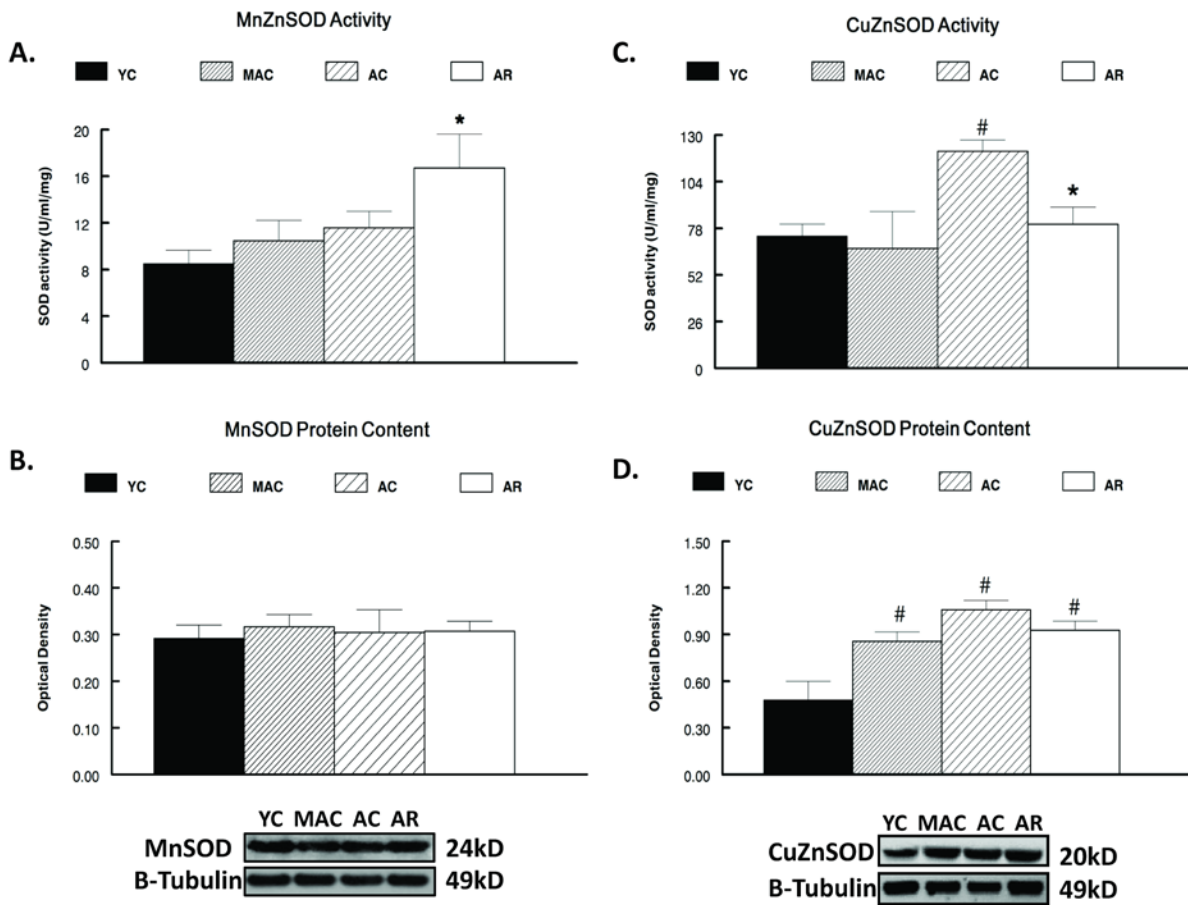 MnZnSOD Activity
A.
YC MAC AC AR
SOD activity (U/ml/mg)
20
16
12
8
4
0
*
MnSOD Protein Content
B.
YC MAC AC AR
Optical Density
0.50
0.40
0.30
0.20
0.10
0.00
YC MAC AC AR
MnSOD 24kD
B-Tubulin 49kD
CuZnSOD Activity
C.
YC MAC AC AR
SOD activity (U/ml/mg)
130
104
78
52
26
0
#
*
CuZnSOD Protein Content
D.
YC MAC AC AR
Optical Density
1.50
1.20
0.90
0.60
0.30
0.00
# # #
YC MAC AC AR
CuZnSOD 20kD
B-Tubulin 49kD